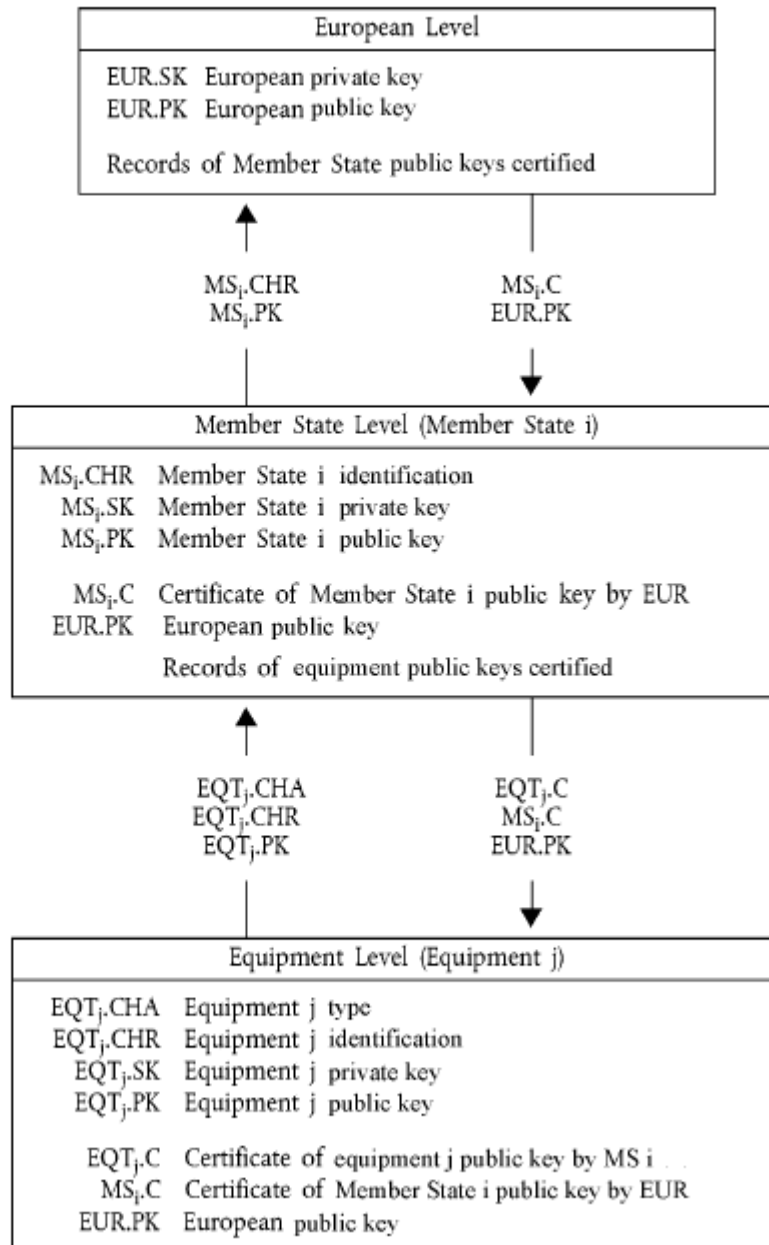 European Level
EUR.SK European private key
EUR.PK European public key
Records of Member State public keys certified
MSi.CHR MSi.C
MSi.PK EUR.PK
Member State Level (Member State i)
MSi.CHR Member State i identification
MSi.SK Member State i private key
MSi.PK Member State i public key
MSi.C Certificate of Member State i public key by EUR
EUR.PK European public key
Records of equipment public keys certified
EQTj.CHA EQTj.C
EQTj.CHR MSi.C
EQTj.PK EUR.PK
Equipment Level (Equipment j)
EQTj.CHA Equipment j type
EQTj.CHR Equipment j identification
EQTj.SK Equipment j private key
EQTj.PK Equipment j public key
EQTj.C Certificate of equipment j public key by MS i
MSi.C Certificate of Member State i public key by EUR
EUR.PK European public key